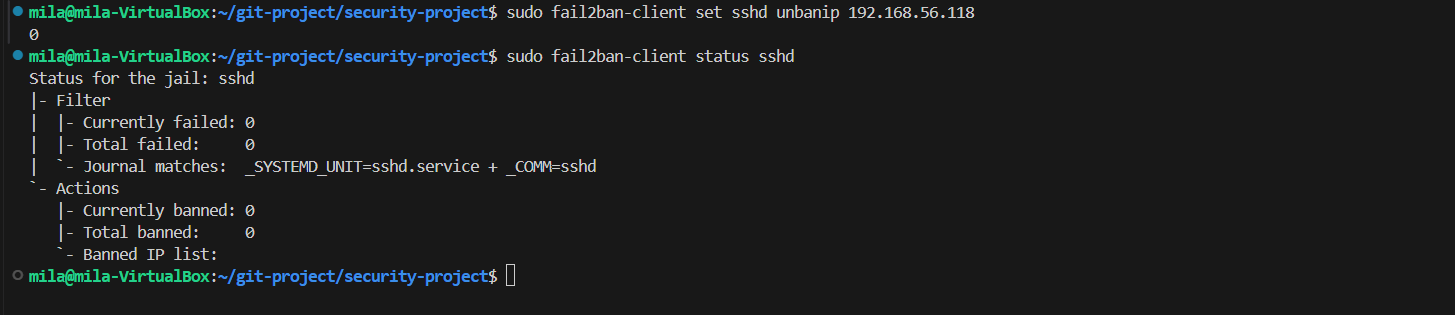 mila@mila-VirtualBox:~/git-project/security-project$ sudo fail2ban-client set sshd unbanip 192.168.56.118
0
mila@mila-VirtualBox:~/git-project/security-project$ sudo fail2ban-client status sshd
Status for the jail: sshd
|- Filter
|  |- Currently failed: 0
|  |- Total failed:     0
|  `- Journal matches:  _SYSTEMD_UNIT=sshd.service + _COMM=sshd
`- Actions
   |- Currently banned: 0
   |- Total banned:     0
   `- Banned IP list:
mila@mila-VirtualBox:~/git-project/security-project$